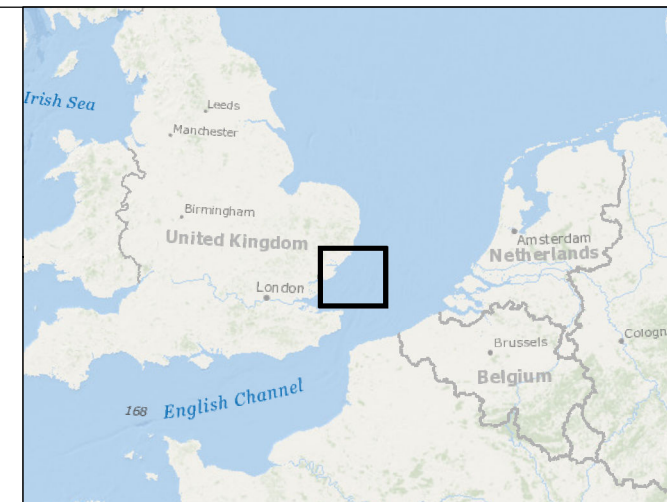 Irish Sea
Leeds
Manchester
Birmingham
United Kingdom
London
Amsterdam
Netherlands
Brussels
Cologn
Belgium
168
English Channel